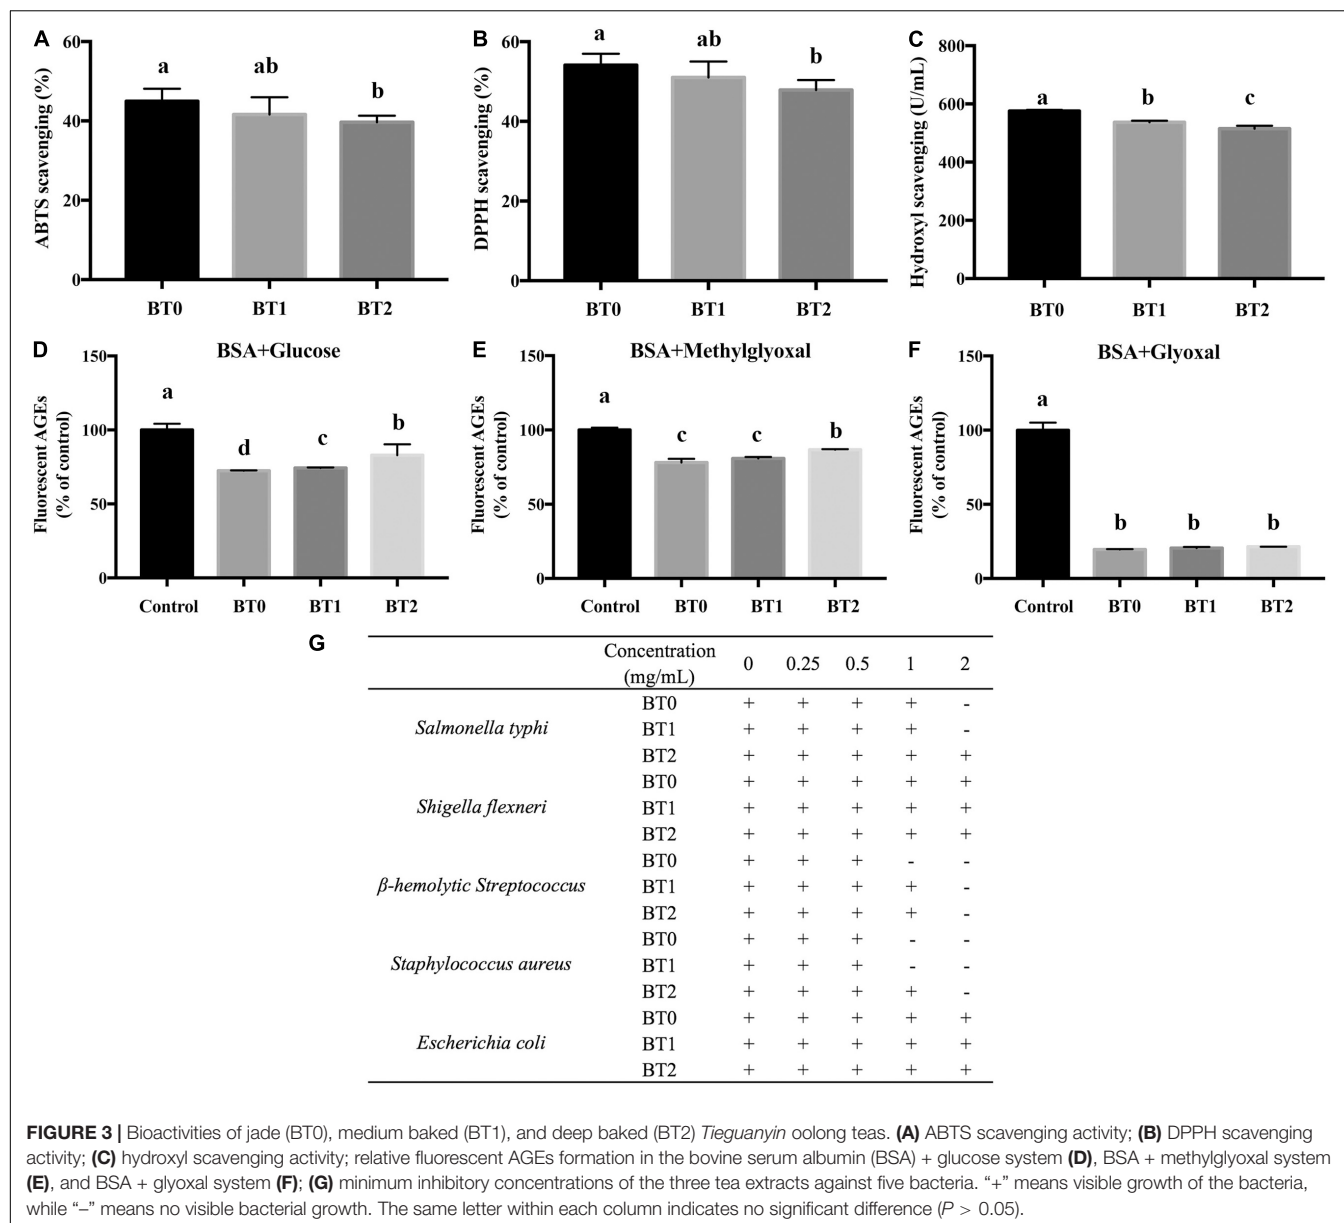 A
60
40
20
0
ABTS scavenging (%)
a
ab
b
BT0
BT1
BT2
B
60
40
20
0
DPPH scavenging (%)
a
ab
b
BT0
BT1
BT2
C
800
600
400
200
0
Hydroxyl scavenging (U/mL)
a
b
c
BT0
BT1
BT2
D
BSA+Glucose
150
100
50
0
Fluorescent AGEs
(% of control)
a
d
c
b
Control
BT0
BT1
BT2
E
BSA+Methylglyoxal
150
100
50
0
Fluorescent AGEs
(% of control)
a
c
c
b
Control
BT0
BT1
BT2
F
BSA+Glyoxal
150
100
50
0
Fluorescent AGEs
(% of control)
a
b
b
b
Control
BT0
BT1
BT2
G
Concentration (mg/mL) 0 0.25 0.5 1 2
BT0 + + + + -
Salmonella typhi BT1 + + + + -
BT2 + + + + +
BT0 + + + + +
Shigella flexneri BT1 + + + + +
BT2 + + + + +
BT0 + + + - -
β-hemolytic Streptococcus BT1 + + + + -
BT2 + + + + -
BT0 + + + - -
Staphylococcus aureus BT1 + + + - -
BT2 + + + + -
BT0 + + + + +
Escherichia coli BT1 + + + + +
BT2 + + + + +
FIGURE 3 | Bioactivities of jade (BT0), medium baked (BT1), and deep baked (BT2) Tieguanyin oolong teas. (A) ABTS scavenging activity; (B) DPPH scavenging
activity; (C) hydroxyl scavenging activity; relative fluorescent AGEs formation in the bovine serum albumin (BSA) + glucose system (D), BSA + methylglyoxal system
(E), and BSA + glyoxal system (F); (G) minimum inhibitory concentrations of the three tea extracts against five bacteria. “+” means visible growth of the bacteria,
while “–” means no visible bacterial growth. The same letter within each column indicates no significant difference (P > 0.05).